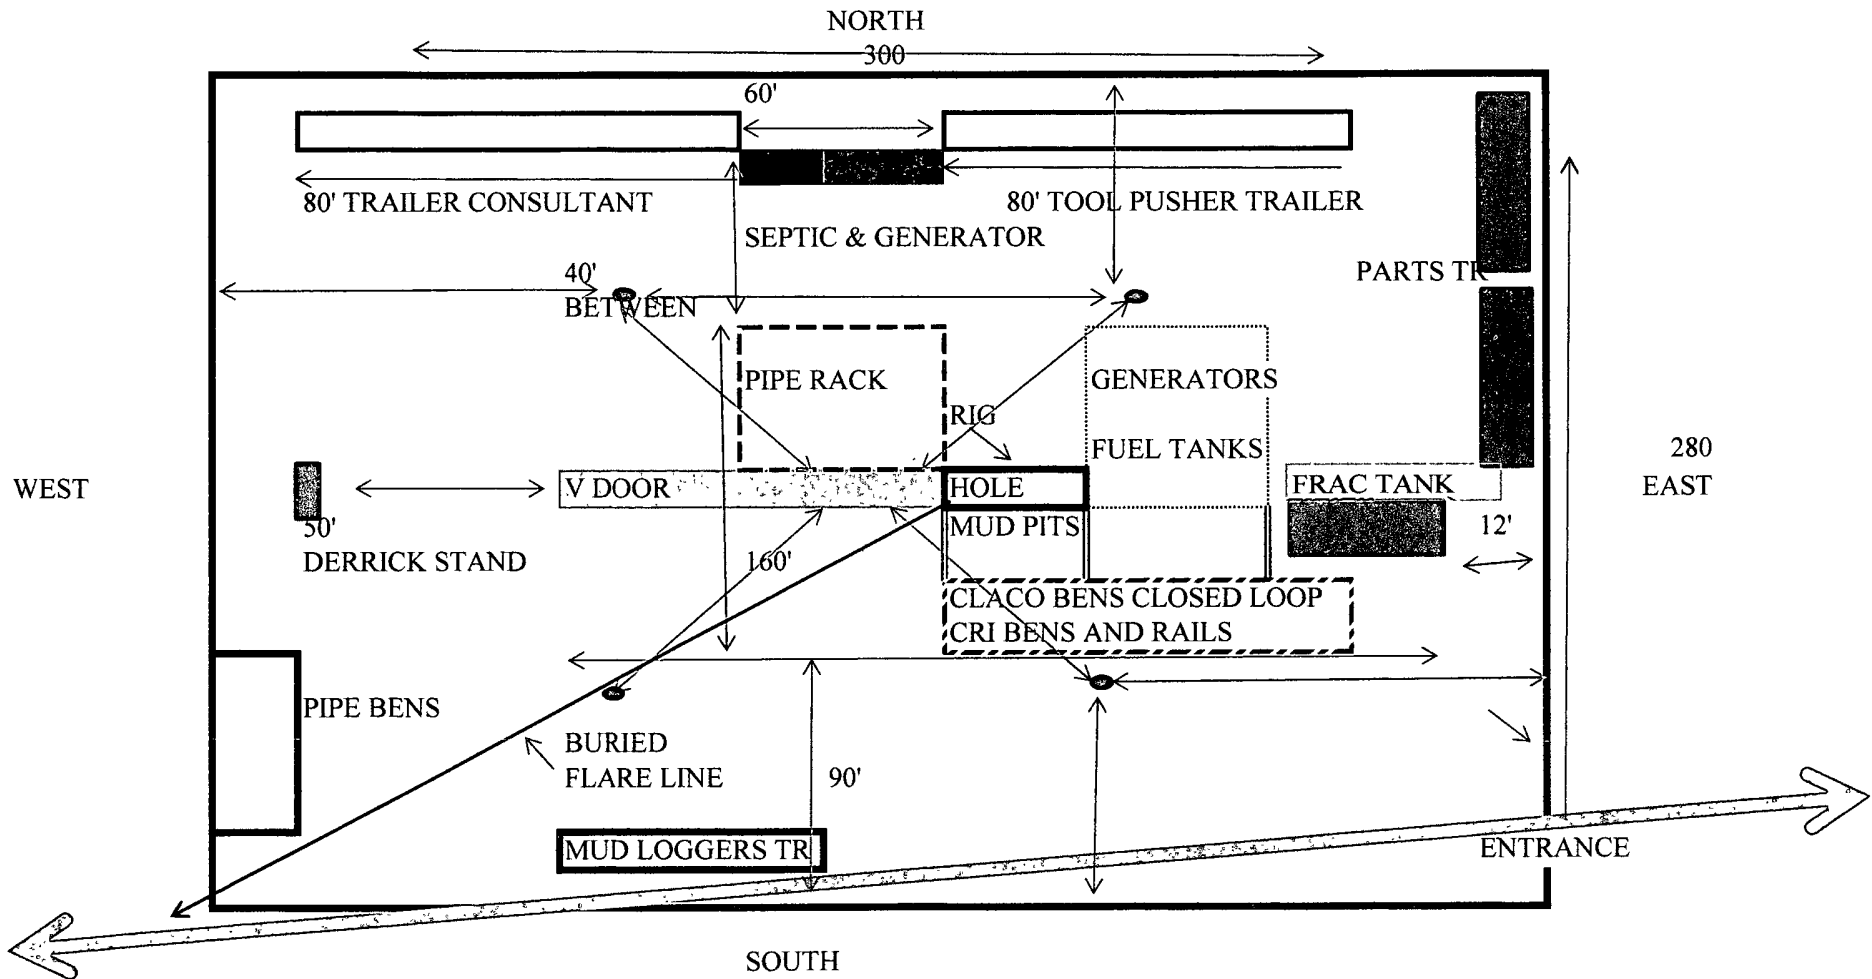 NORTH
300
60'
80' TRAILER CONSULTANT
80' TOOL PUSHER TRAILER
SEPTIC & GENERATOR
40'
BETWEEN
PARTS TR
PIPE RACK
GENERATORS
RIG
FUEL TANKS
280
WEST
V DOOR
HOLE
FRAC TANK
EAST
50'
MUD PITS
12'
DERRICK STAND
160'
CLACO BENS CLOSED LOOP
CRI BENS AND RAILS
PIPE BENS
BURIED
FLARE LINE
90'
MUD LOGGERS TR
ENTRANCE
SOUTH